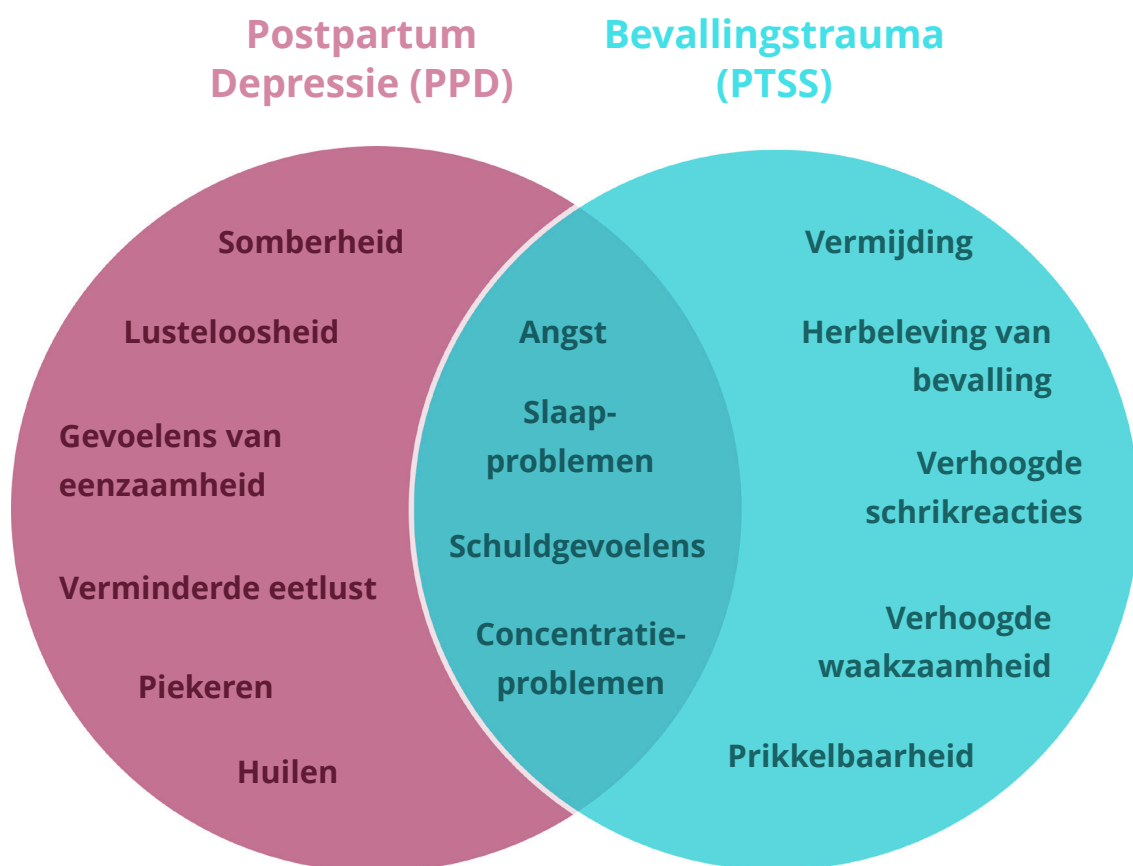 Postpartum
Depressie (PPD)
Bevallingstrauma
(PTSS)
Somberheid
Lusteloosheid
Gevoelens van
eenzaamheid
Verminderde eetlust
Piekeren
Huilen
Angst
Slaap-
problemen
Schuldgevoelens
Concentratie-
problemen
Vermijding
Herbeleving van
bevalling
Verhoogde
schrikreacties
Verhoogde
waakzaamheid
Prikkelbaarheid